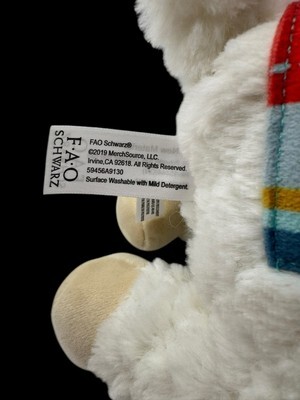 F·A·O
SCHWARZ
FAO Schwarz®
©2019 MerchSource, LLC.
Irvine,CA 92618. All Rights Reserved.
59456A9130
Surface Washable with Mild Detergent.